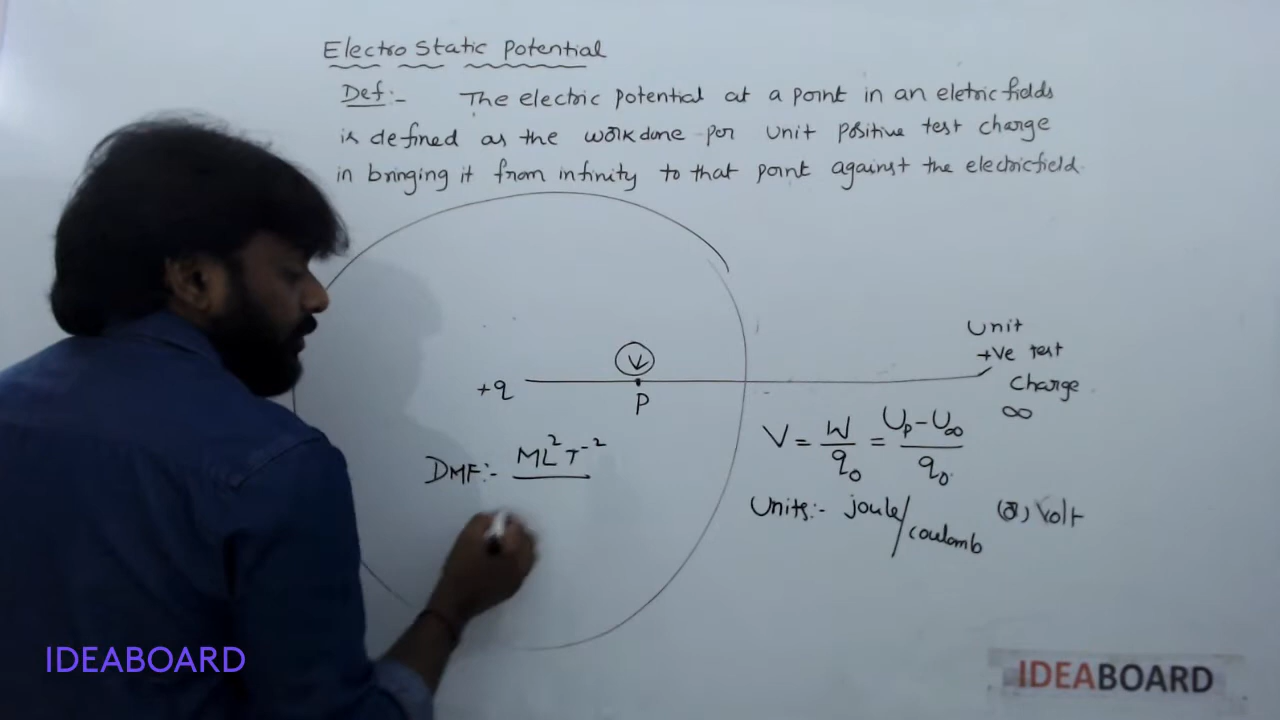 Electro Static Potential
Def:- The electric potential at a point in an eletric fields
is defined as the workdone per unit positive test charge
in bringing it from infinity to that point against the electricfield.
Unit
+Ve test
Charge
∞
V
+q
P
V = W/q₀ = Up - U∞/q₀
DMF:- ML²T⁻²
Units:- joule/coulomb (or) Volt
IDEABOARD
IDEABOARD